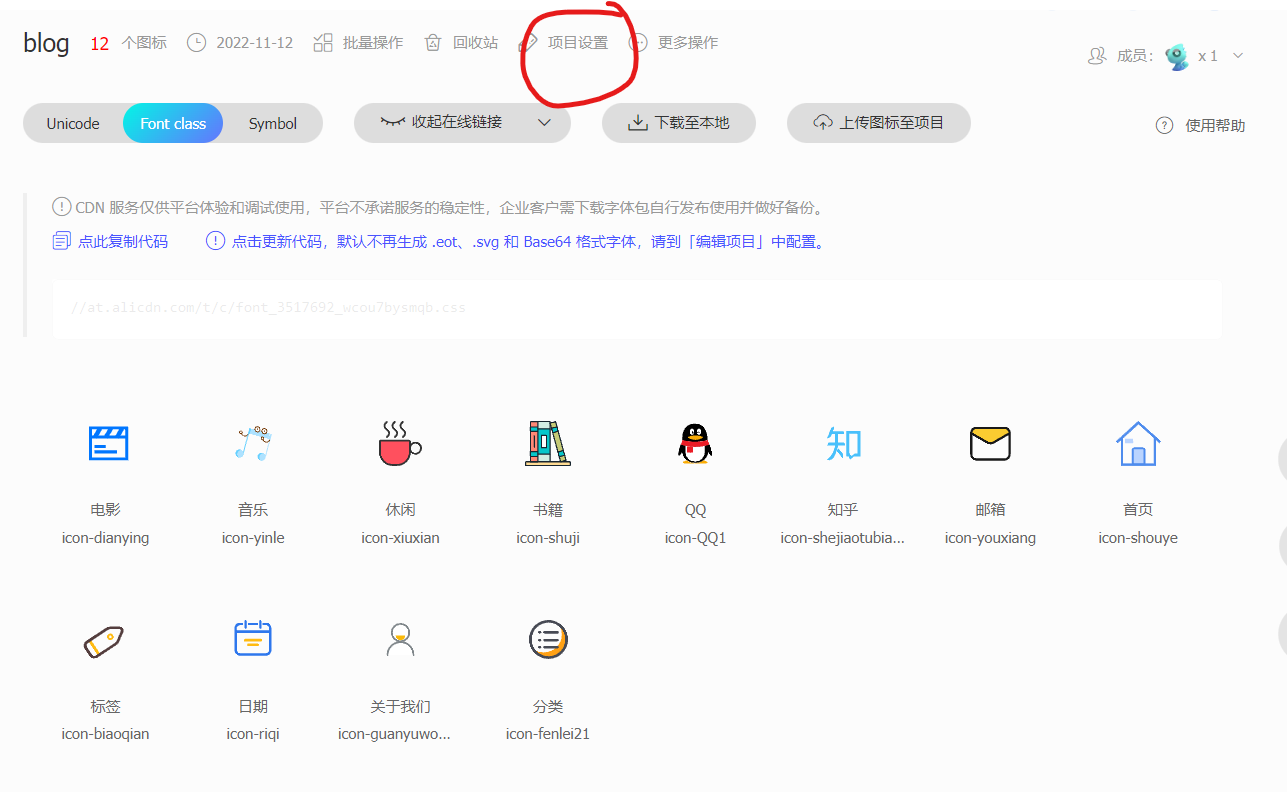 blog 12 个图标 2022-11-12 批量操作 回收站 项目设置 更多操作
成员： x 1
Unicode Font class Symbol 收起在线链接 下载至本地 上传图标至项目 使用帮助
CDN 服务仅供平台体验和调试使用，平台不承诺服务的稳定性，企业客户需下载字体包自行发布使用并做好备份。
点此复制代码 点击更新代码，默认不再生成 .eot、.svg 和 Base64 格式字体，请到「编辑项目」中配置。
//at.alicdn.com/t/c/font_3517692_wcou7bysmqb.css
知
电影 音乐 休闲 书籍 QQ 知乎 邮箱 首页
icon-dianying icon-yinle icon-xiuxian icon-shuji icon-QQ1 icon-shejiaotubia... icon-youxiang icon-shouye
标签 日期 关于我们 分类
icon-biaoqian icon-riqi icon-guanyuwo... icon-fenlei21